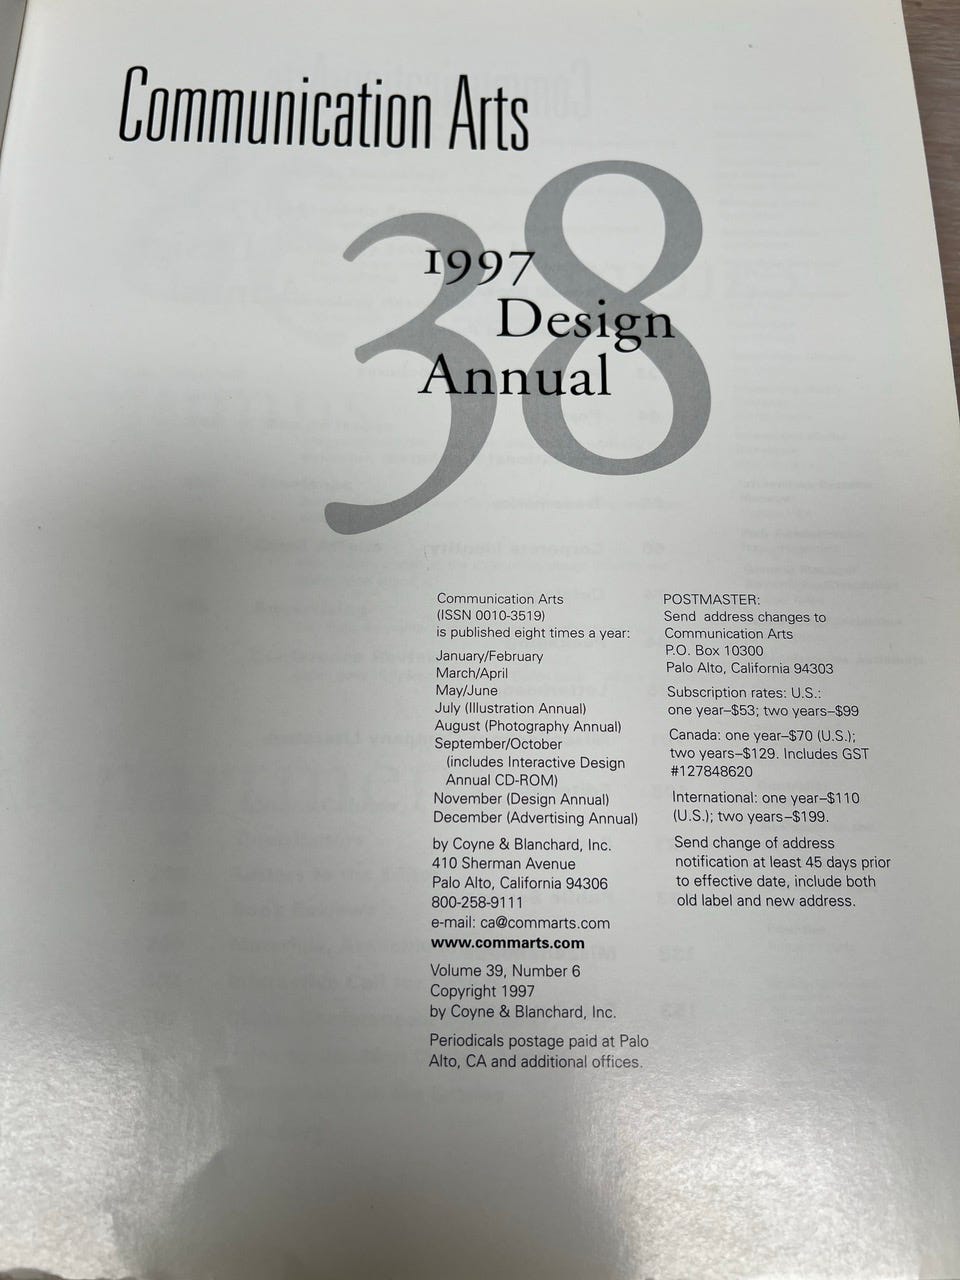 Communication Arts
38
1997
Design
Annual
Communication Arts
(ISSN 0010-3519)
is published eight times a year:
January/February
March/April
May/June
July (Illustration Annual)
August (Photography Annual)
September/October
(includes Interactive Design
Annual CD-ROM)
November (Design Annual)
December (Advertising Annual)
by Coyne & Blanchard, Inc.
410 Sherman Avenue
Palo Alto, California 94306
800-258-9111
e-mail: ca@commarts.com
www.commarts.com
Volume 39, Number 6
Copyright 1997
by Coyne & Blanchard, Inc.
Periodicals postage paid at Palo
Alto, CA and additional offices.
POSTMASTER:
Send address changes to
Communication Arts
P.O. Box 10300
Palo Alto, California 94303
Subscription rates: U.S.:
one year–$53; two years–$99
Canada: one year–$70 (U.S.);
two years–$129. Includes GST
#127848620
International: one year–$110
(U.S.); two years–$199.
Send change of address
notification at least 45 days prior
to effective date, include both
old label and new address.